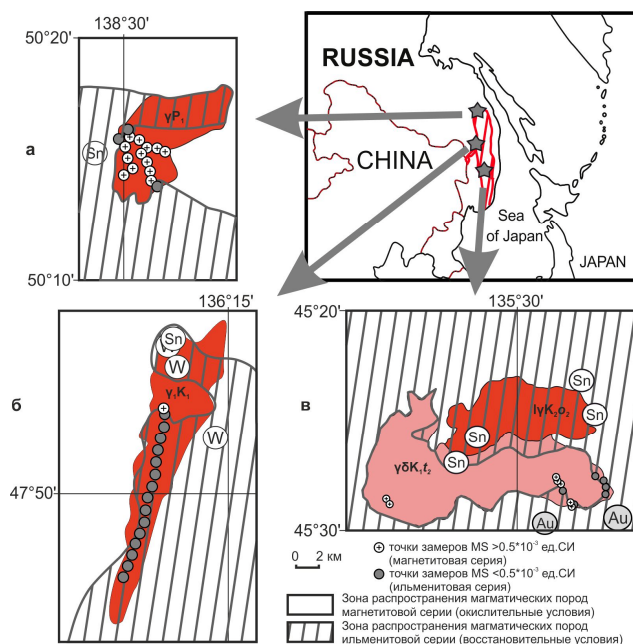 138°30'
50°20'
γP₁
а
Sn
50°10'
RUSSIA
CHINA
Sea
of Japan
JAPAN
136°15'
Sn
W
W
γ₁K₁
б
W
47°50'
45°20'
135°30'
Sn
lγK₂o₂
Sn
в
Sn
Sn
γδK₁t₂
Au
Au
45°30'
0 2 км
точки замеров MS >0.5*10⁻³ ед.СИ
(магнетитовая серия)
точки замеров MS <0.5*10⁻³ ед.СИ
(ильменитовая серия)
Зона распространения магматических пород
магнетитовой серии (окислительные условия)
Зона распространения магматических пород
ильменитовой серии (восстановительные условия)